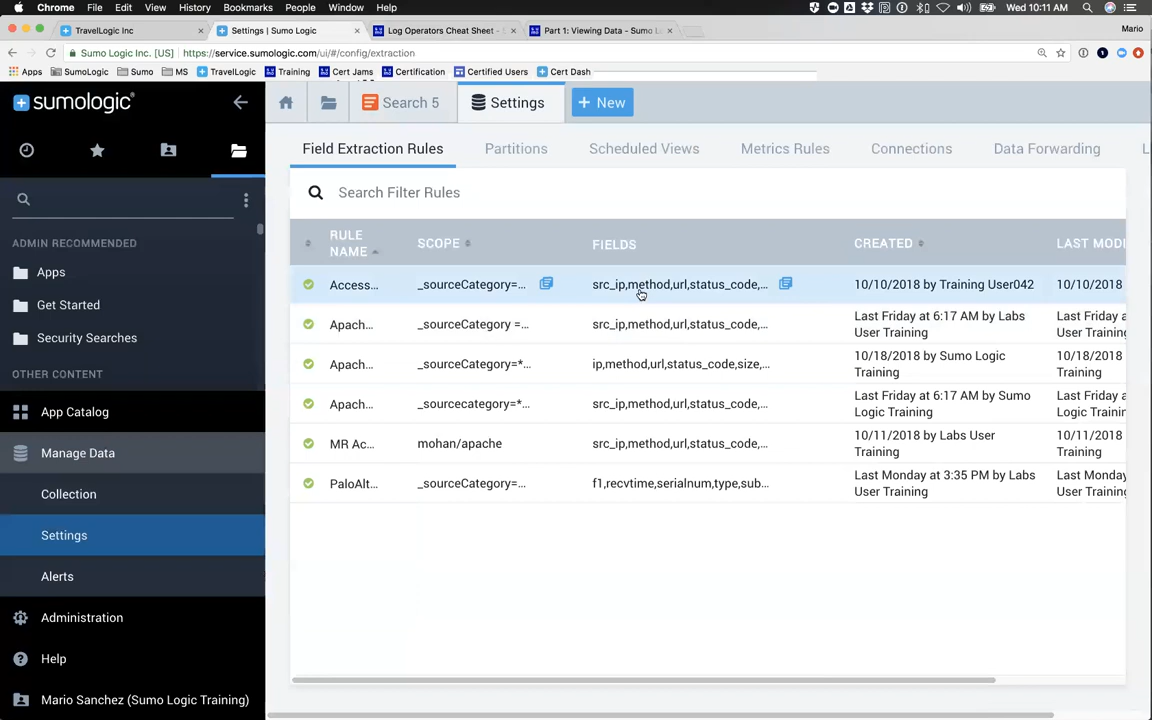 Chrome File Edit View History Bookmarks People Window Help
Wed 10:11 AM
TravelLogic Inc
Settings | Sumo Logic
Log Operators Cheat Sheet - S
Part 1: Viewing Data - Sumo L
Mario
Sumo Logic Inc. [US] https://service.sumologic.com/ui/#/config/extraction
Apps SumoLogic Sumo MS TravelLogic Training Cert Jams Certification Certified Users Cert Dash
sumologic
Search 5
Settings
+ New
Field Extraction Rules
Partitions
Scheduled Views
Metrics Rules
Connections
Data Forwarding
L
Search Filter Rules
ADMIN RECOMMENDED
Apps
Get Started
Security Searches
OTHER CONTENT
App Catalog
Manage Data
Collection
Settings
Alerts
Administration
Help
Mario Sanchez (Sumo Logic Training)
RULE
NAME
SCOPE
FIELDS
CREATED
LAST MODI
Access... _sourceCategory=... src_ip,method,url,status_code,... 10/10/2018 by Training User042 10/10/2018
Apach... _sourceCategory =... src_ip,method,url,status_code,... Last Friday at 6:17 AM by Labs Last Friday
User Training User Training
Apach... _sourceCategory=*... ip,method,url,status_code,size,... 10/18/2018 by Sumo Logic 10/18/2018
Training Training
Apach... _sourcecategory=*... src_ip,method,url,status_code,... Last Friday at 6:17 AM by Sumo Last Friday
Logic Training Logic Training
MR Ac... mohan/apache src_ip,method,url,status_code,... 10/11/2018 by Labs User 10/11/2018
Training Training
PaloAlt... _sourceCategory=... f1,recvtime,serialnum,type,sub... Last Monday at 3:35 PM by Labs Last Monday
User Training User Training